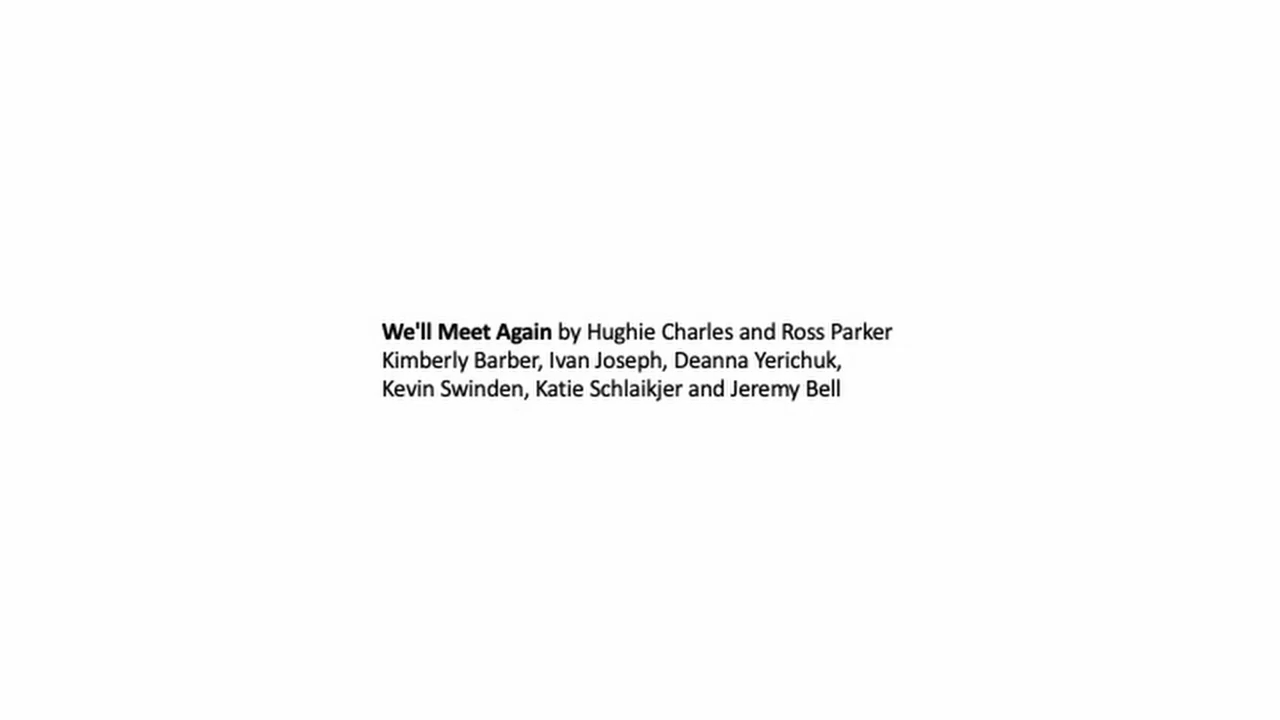 We'll Meet Again by Hughie Charles and Ross Parker
Kimberly Barber, Ivan Joseph, Deanna Yerichuk,
Kevin Swinden, Katie Schlaikjer and Jeremy Bell